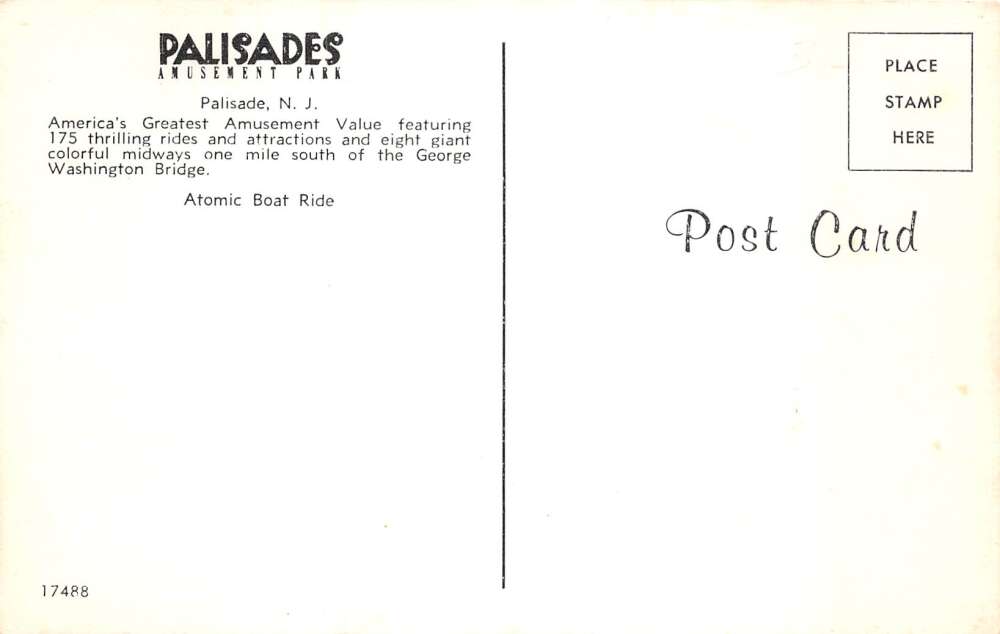 PALISADES
AMUSEMENT PARK
Palisade, N. J.
America's Greatest Amusement Value featuring
175 thrilling rides and attractions and eight giant
colorful midways one mile south of the George
Washington Bridge.
Atomic Boat Ride
17488
PLACE
STAMP
HERE
Post Card